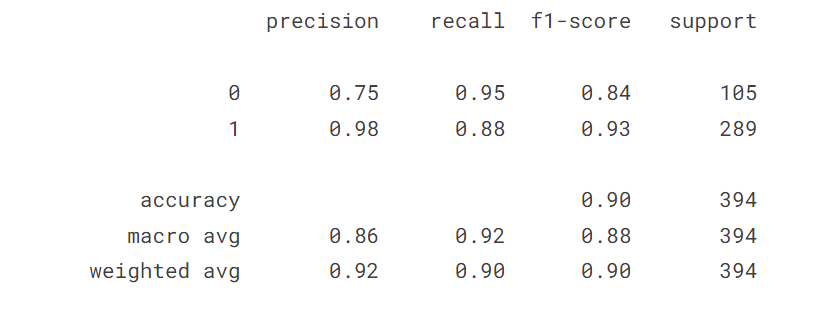 precision recall f1-score support
0 0.75 0.95 0.84 105
1 0.98 0.88 0.93 289
accuracy 0.90 394
macro avg 0.86 0.92 0.88 394
weighted avg 0.92 0.90 0.90 394